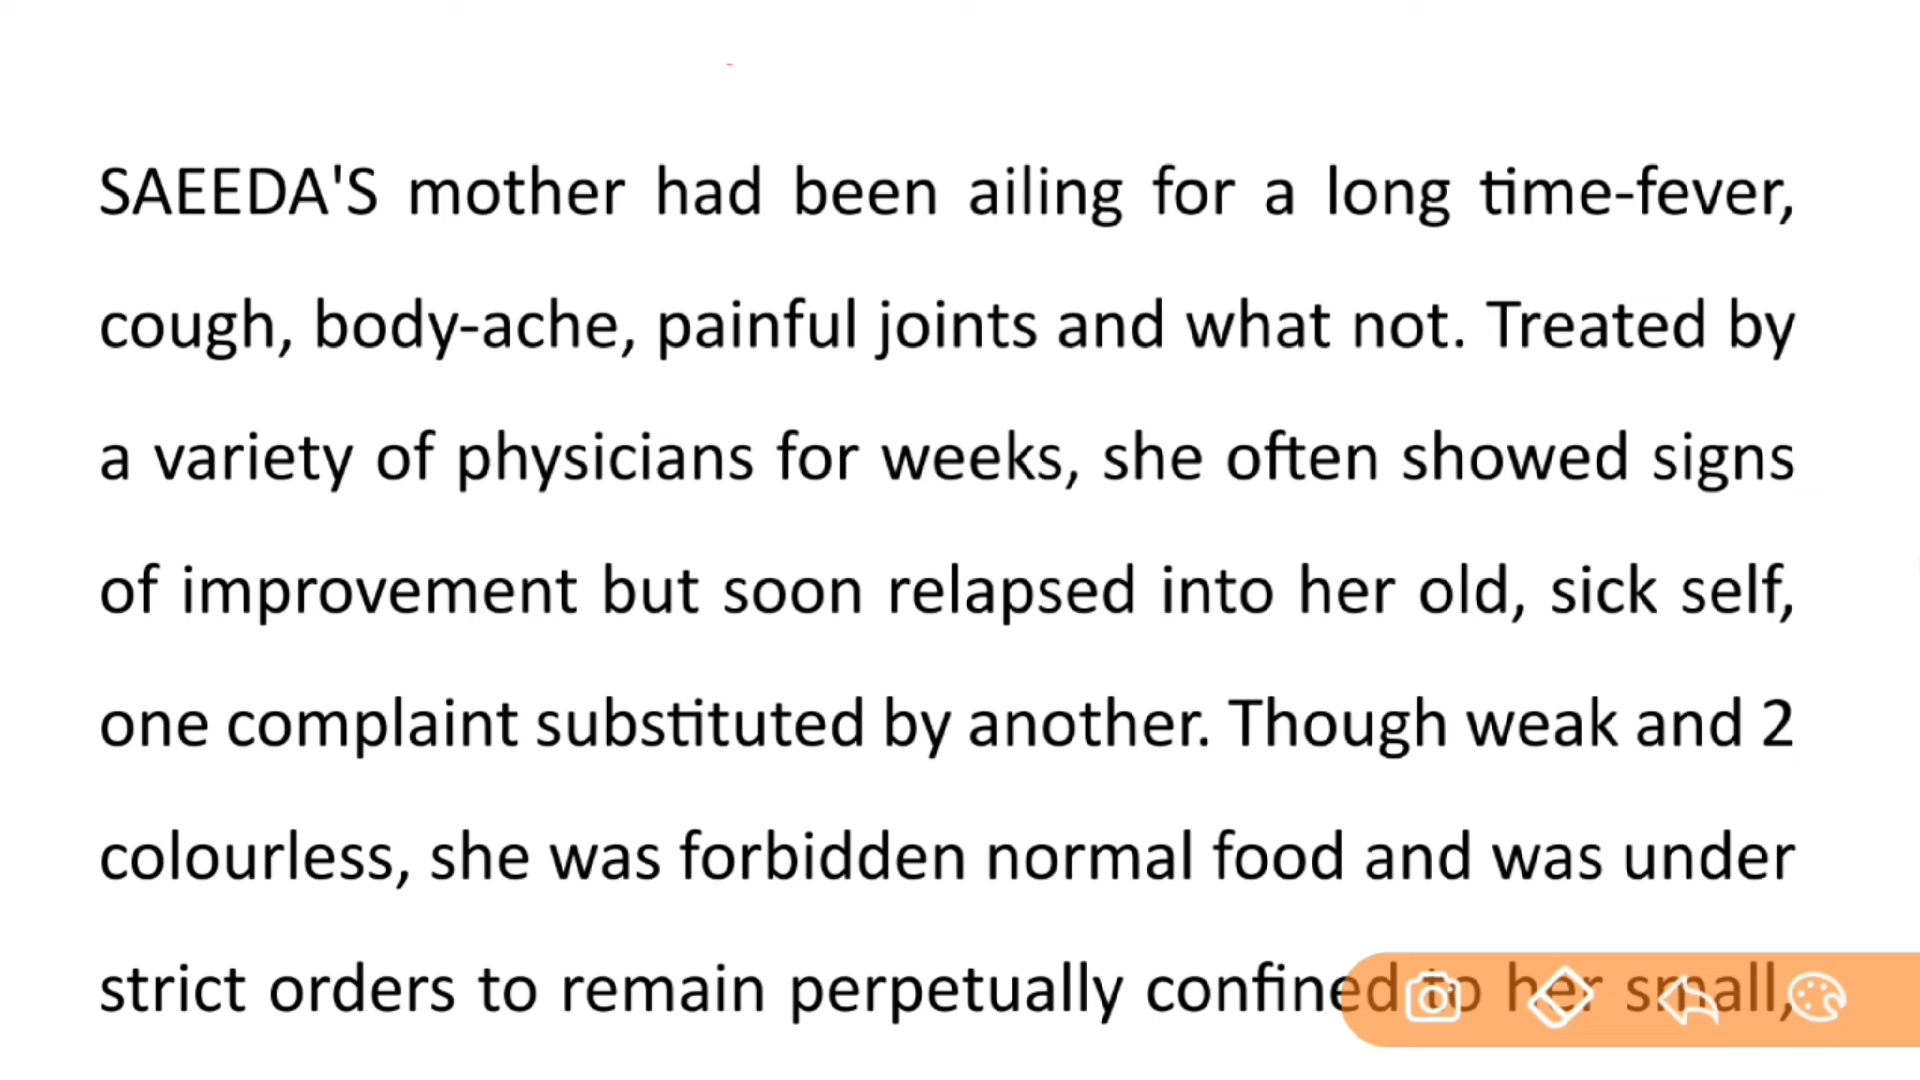 SAEEDA'S mother had been ailing for a long time-fever,
cough, body-ache, painful joints and what not. Treated by
a variety of physicians for weeks, she often showed signs
of improvement but soon relapsed into her old, sick self,
one complaint substituted by another. Though weak and 2
colourless, she was forbidden normal food and was under
strict orders to remain perpetually confined to her small,